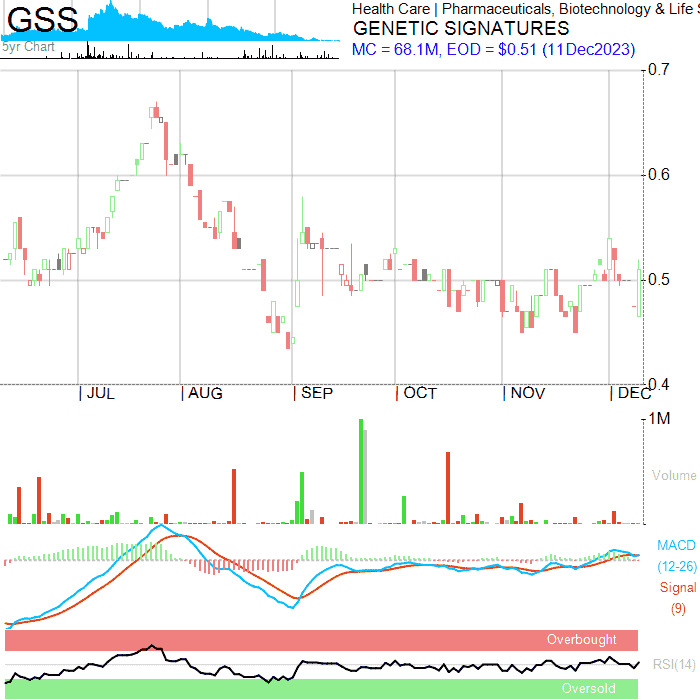 GSS
5yr Chart
Health Care | Pharmaceuticals, Biotechnology & Life S
GENETIC SIGNATURES
MC = 68.1M, EOD = $0.51 (11Dec2023)
0.7
0.6
0.5
0.4
JUL AUG SEP OCT NOV DEC
1M
Volume
MACD
(12-26)
Signal
(9)
Overbought
RSI(14)
Oversold